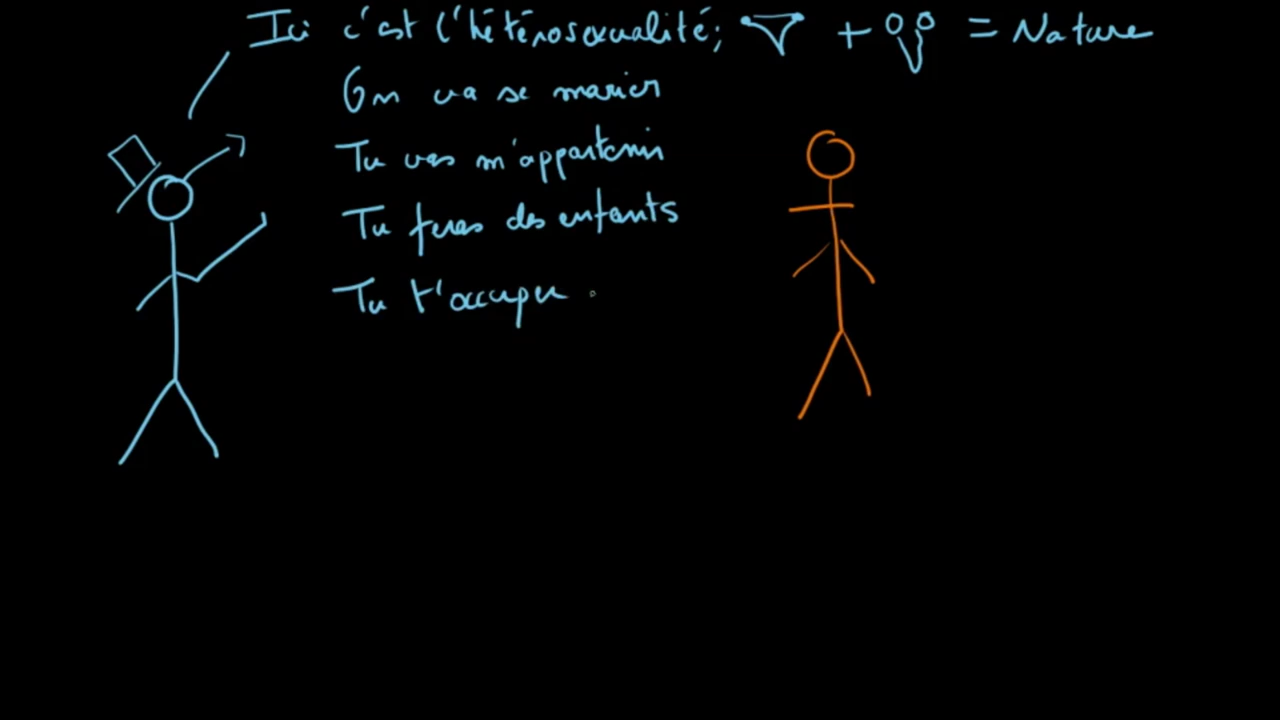 Ici c'est l'hétérosexualité; + = Nature
On va se marier
Tu vas m'appartenir
Tu feras des enfants
Tu t'occupe